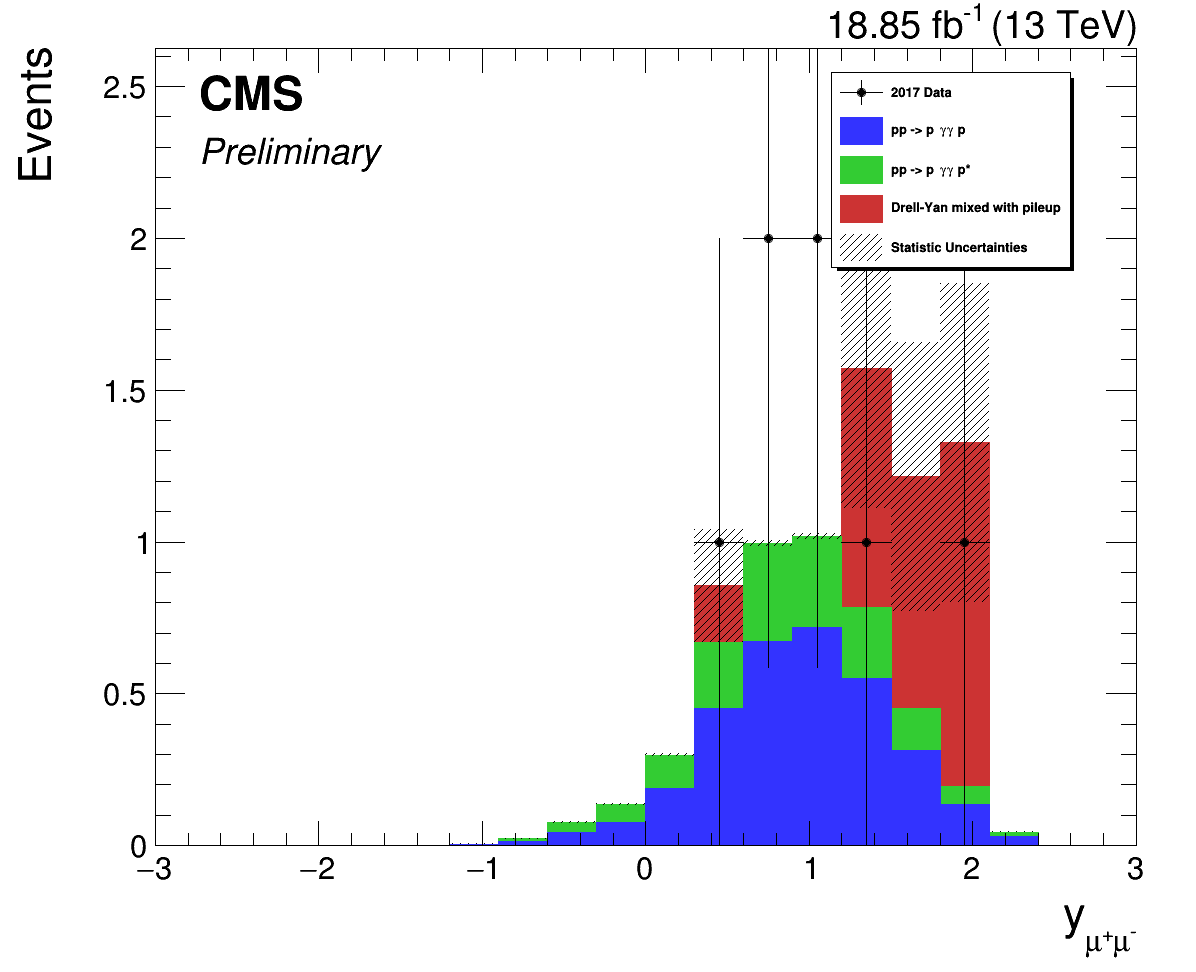 18.85 fb⁻¹ (13 TeV)
Events
CMS
Preliminary
2017 Data
pp -> p γγ p
pp -> p γγ p*
Drell-Yan mixed with pileup
Statistic Uncertainties
2.5
2
1.5
1
0.5
0
−3 −2 −1 0 1 2 3
y μ⁺μ⁻